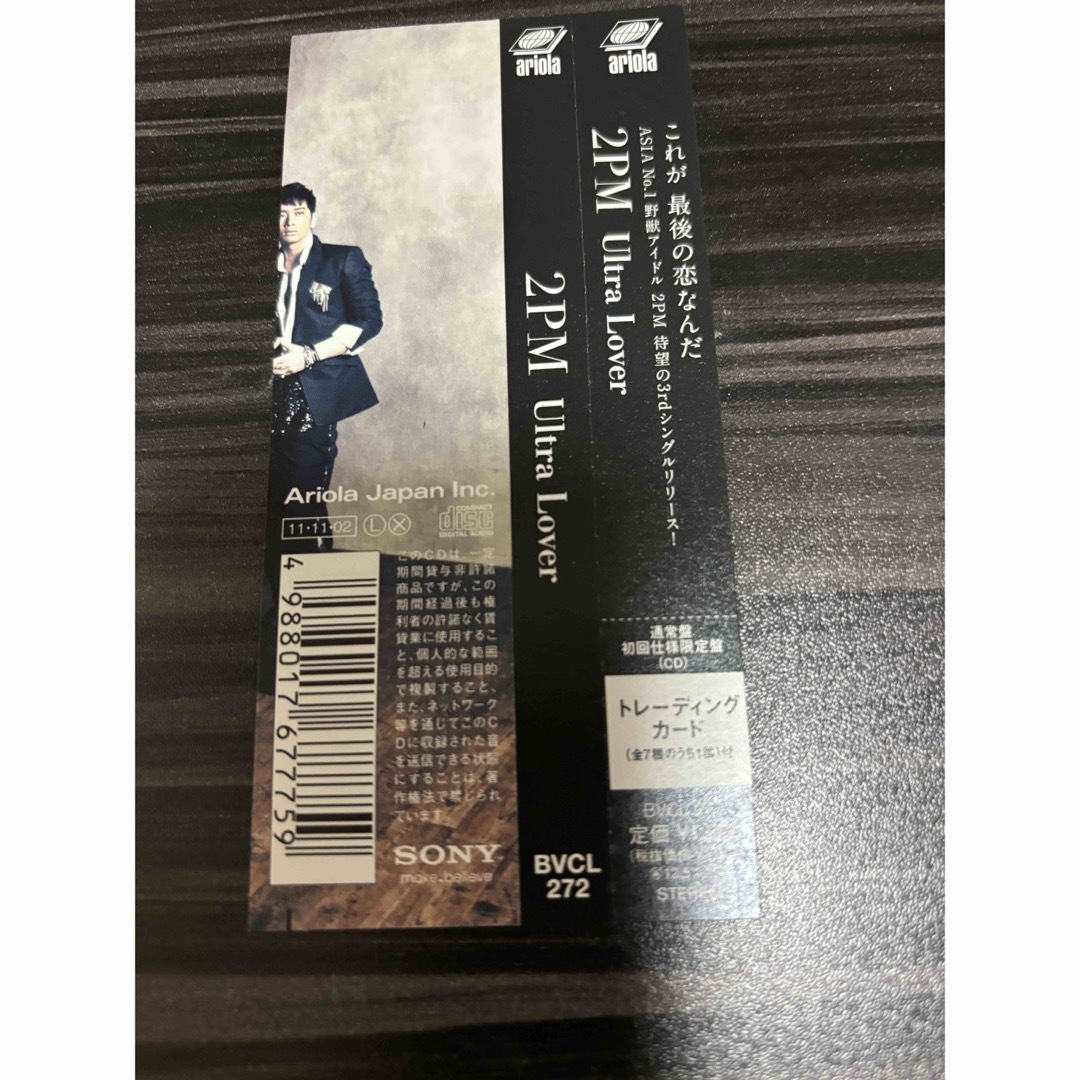 ariola
これが 最後の恋なんだ
ASIA No.1 野獣アイドル 2PM 待望の3rdシングルリリース!
2PM Ultra Lover
通常盤
初回仕様限定盤
(CD)
トレーディング
カード
(全7種のうち1種)付
定価
ariola
2PM Ultra Lover
BVCL
272
Ariola Japan Inc.
11・11・02 L X
COMPACT
disc
DIGITAL AUDIO
4988017677759
このCDは、一定
期間貸与非許諾
商品ですが、この
期間経過後も権
利者の許諾なく賃
貸業に使用するこ
と、個人的な範囲
を超える使用目的
で複製すること、
また、ネットワーク
等を通じてこのC
Dに収録された音
を送信できる状態
にすることは、著
作権法で禁じられ
ています。
SONY
make.believe